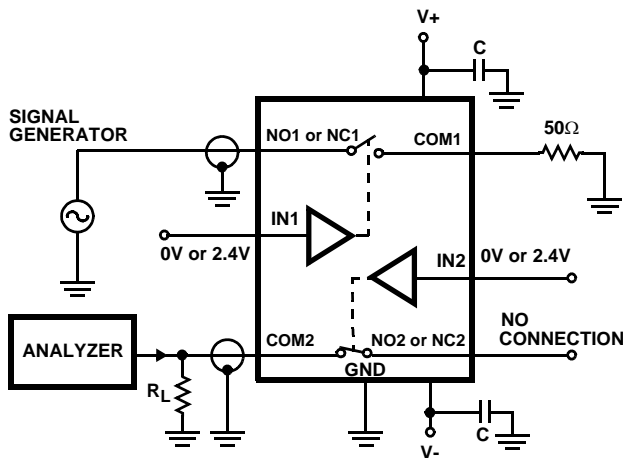 V+
C
SIGNAL
GENERATOR
NO1 or NC1
COM1
50Ω
IN1
0V or 2.4V
IN2
0V or 2.4V
NO
CONNECTION
ANALYZER
COM2
NO2 or NC2
GND
RL
C
V-